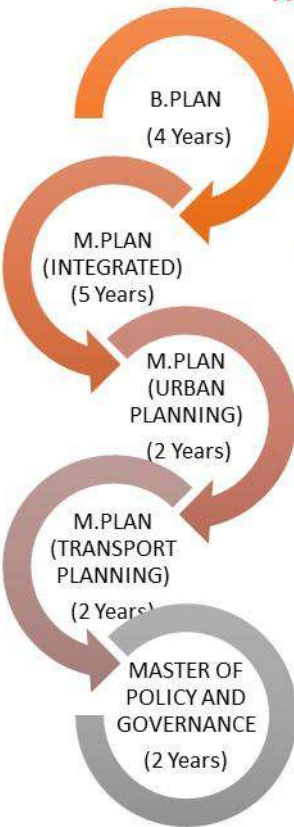 B.PLAN
(4 Years)
M.PLAN
(INTEGRATED)
(5 Years)
M.PLAN
(URBAN
PLANNING)
(2 Years)
M.PLAN
(TRANSPORT
PLANNING)
(2 Years)
MASTER OF
POLICY AND
GOVERNANCE
(2 Years)